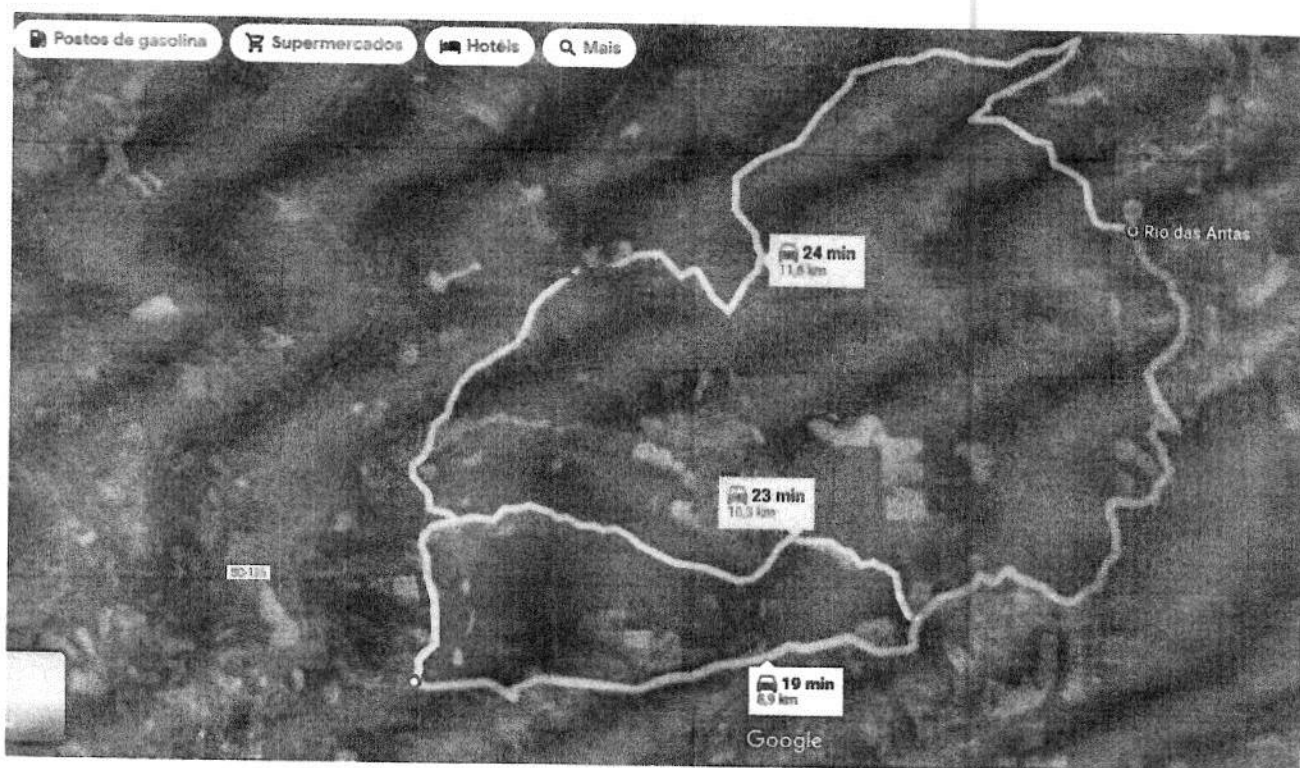 Postos de gasolina
Supermercados
Hotéis
Mais
24 min
11,6 km
Rio das Antas
23 min
10,3 km
19 min
8,9 km
Google